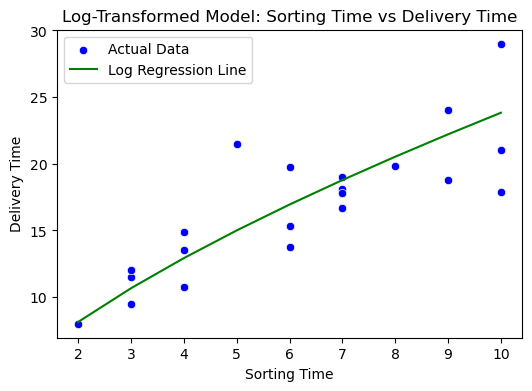 Log-Transformed Model: Sorting Time vs Delivery Time
Actual Data
Log Regression Line
30
25
20
15
10
Delivery Time
2 3 4 5 6 7 8 9 10
Sorting Time